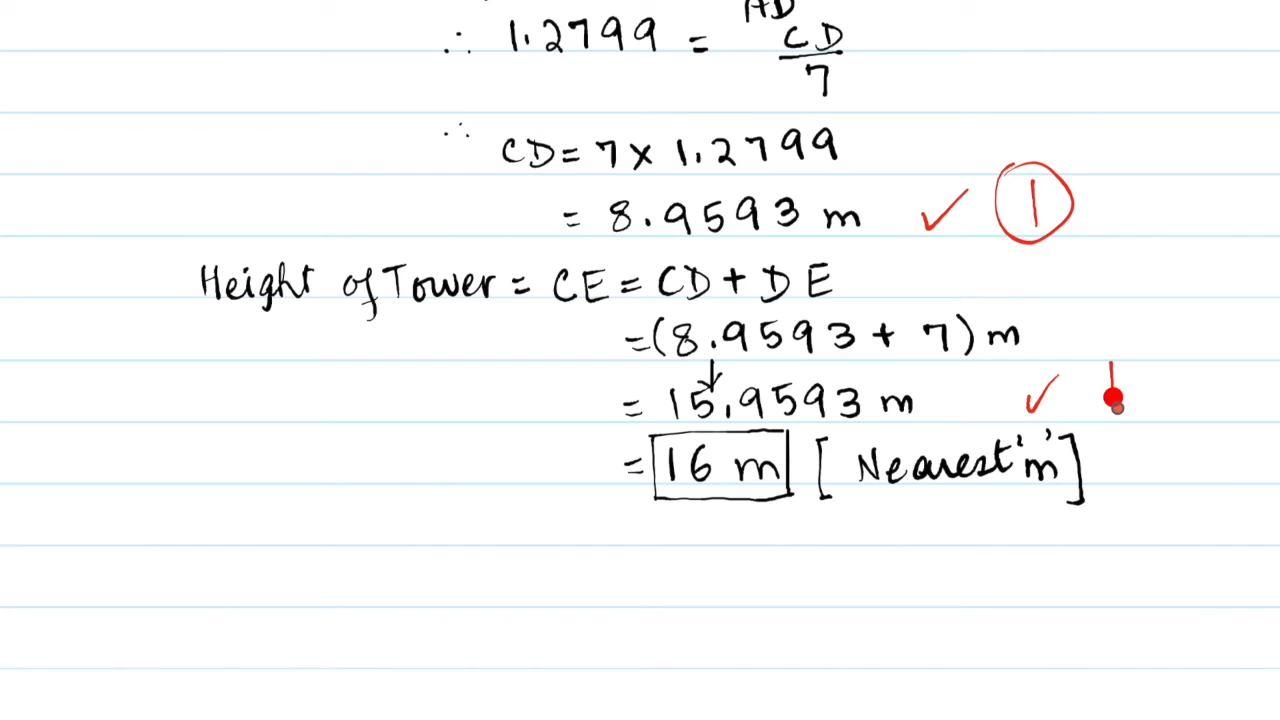 AD
∴ 1.2799 = CD/7
∴ CD = 7 × 1.2799
= 8.9593 m ✓ 1
Height of Tower = CE = CD + DE
= (8.9593 + 7) m
= 15.9593 m ✓
= 16 m [Nearest 'm']